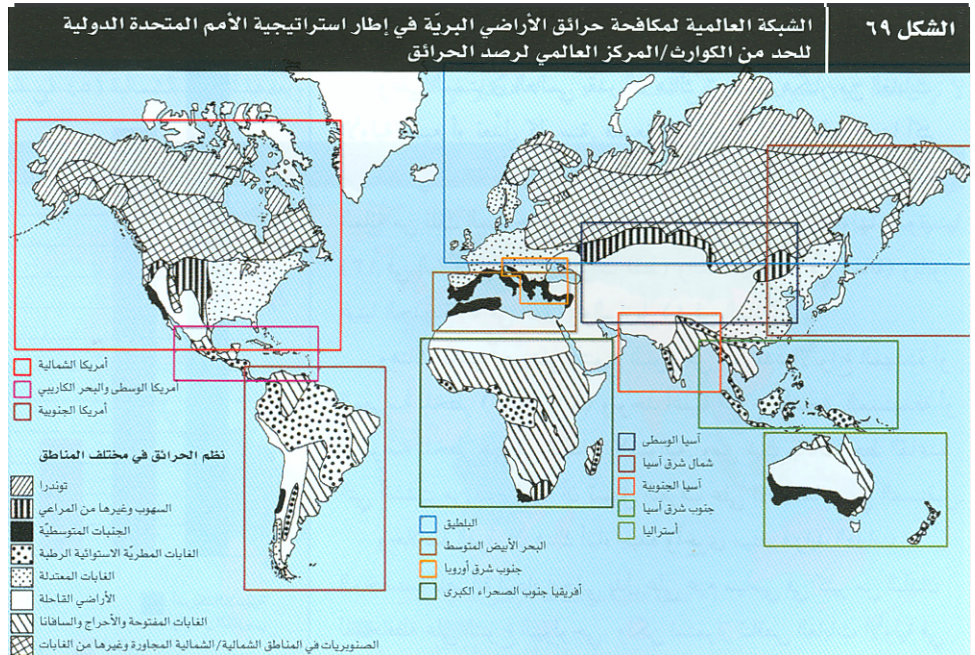 الشكل ٦٩
الشبكة العالمية لمكافحة حرائق الأراضي البريّة في إطار استراتيجية الأمم المتحدة الدولية
للحد من الكوارث/المركز العالمي لرصد الحرائق
أمريكا الشمالية
أمريكا الوسطى والبحر الكاريبي
أمريكا الجنوبية
نظم الحرائق في مختلف المناطق
توندرا
السهوب وغيرها من المراعي
الجنبات المتوسطيّة
الغابات المطريّة الاستوائية الرطبة
الغابات المعتدلة
الأراضي القاحلة
الغابات المفتوحة والأحراج والسافانا
الصنوبريات في المناطق الشمالية/الشمالية المجاورة وغيرها من الغابات
البلطيق
البحر الأبيض المتوسط
جنوب شرق أوروبا
أفريقيا جنوب الصحراء الكبرى
آسيا الوسطى
شمال شرق آسيا
آسيا الجنوبية
جنوب شرق آسيا
أستراليا